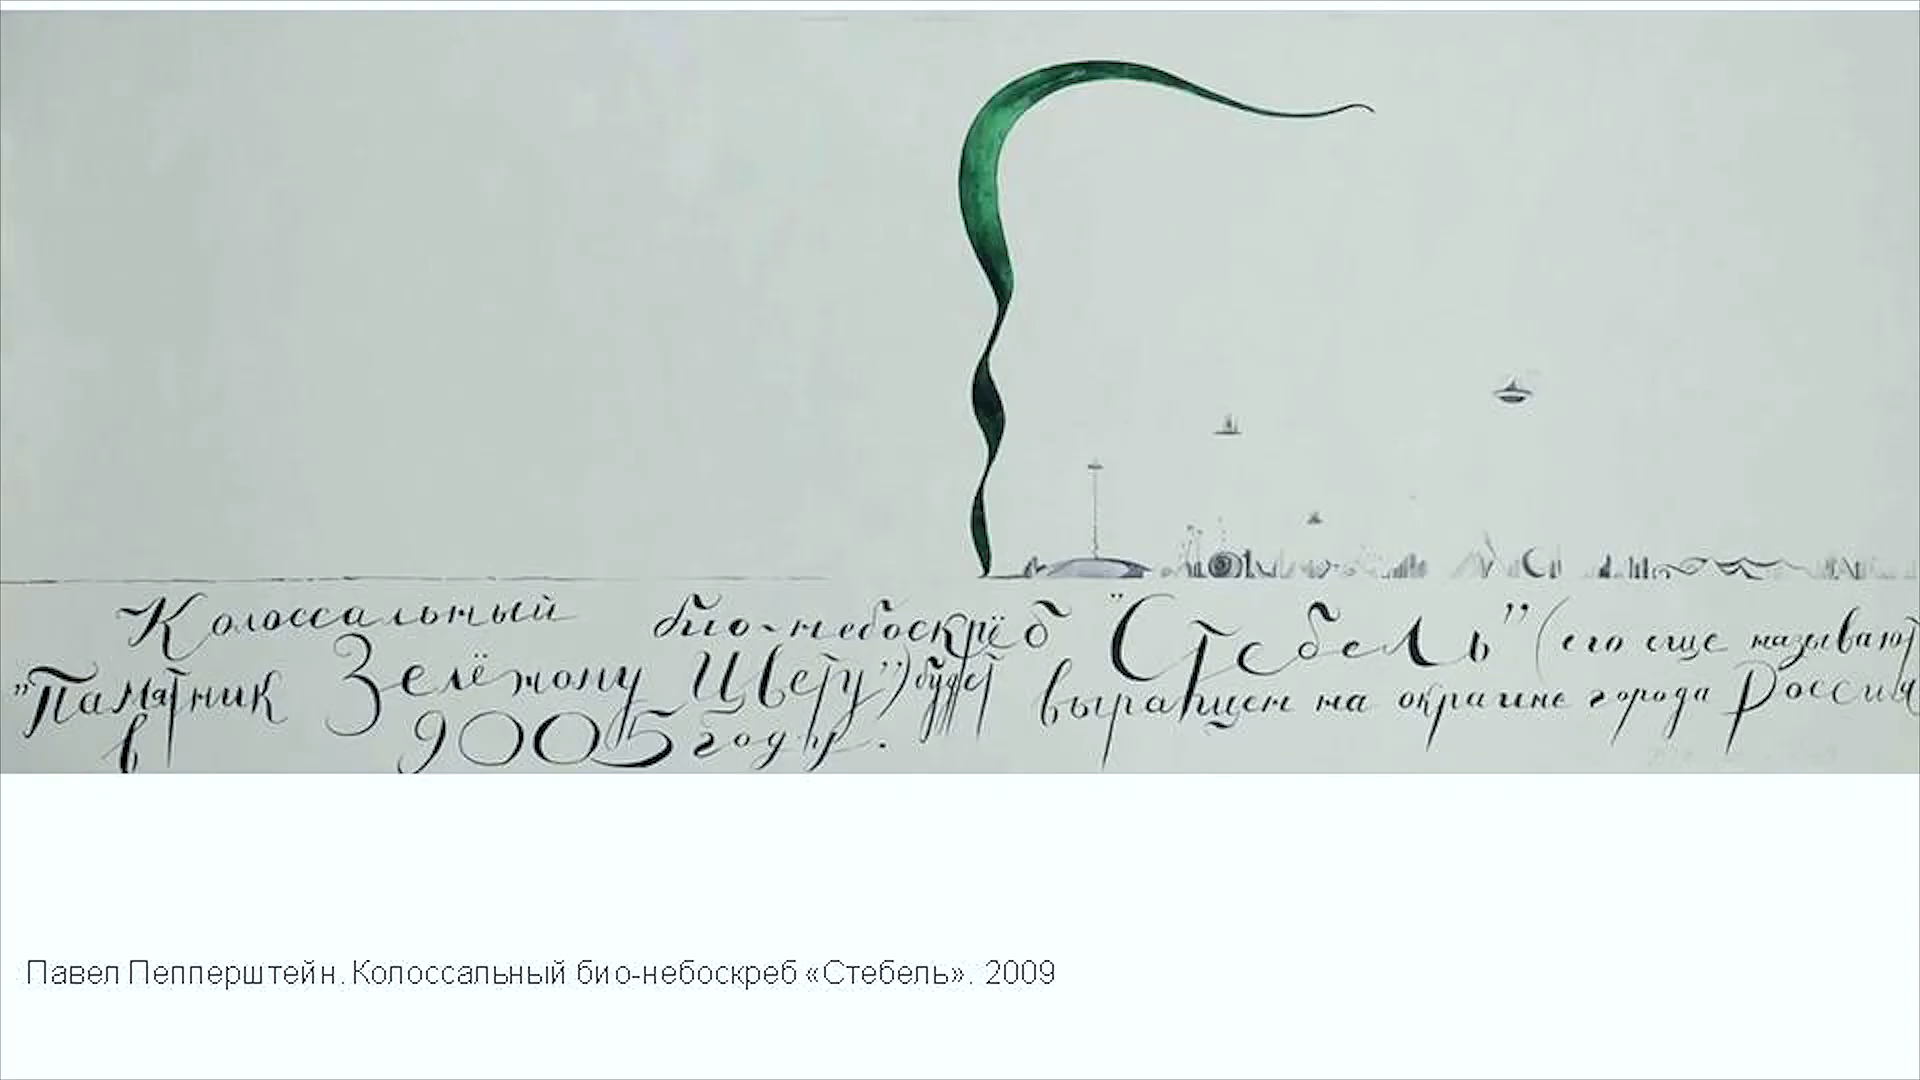 Колоссальный био-небоскрёб "Стебель" (его еще называют
"Памятник Зелёному Цвету") будет выращен на окраине города Россия
в 9005 году.
Павел Пепперштейн. Колоссальный био-небоскреб «Стебель». 2009